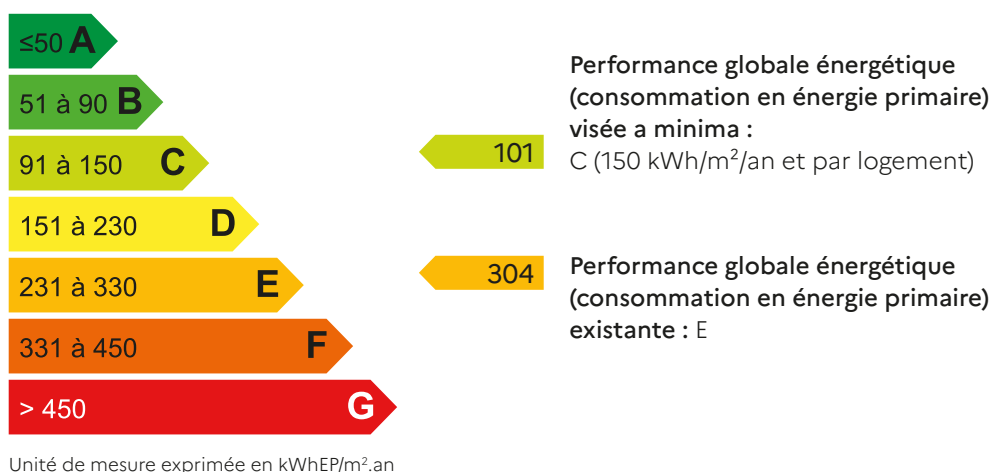 ≤50 A
51 à 90 B
91 à 150 C
151 à 230 D
231 à 330 E
331 à 450 F
> 450 G
Unité de mesure exprimée en kWhEP/m².an
101
Performance globale énergétique
(consommation en énergie primaire)
visée a minima :
C (150 kWh/m²/an et par logement)
304
Performance globale énergétique
(consommation en énergie primaire)
existante : E